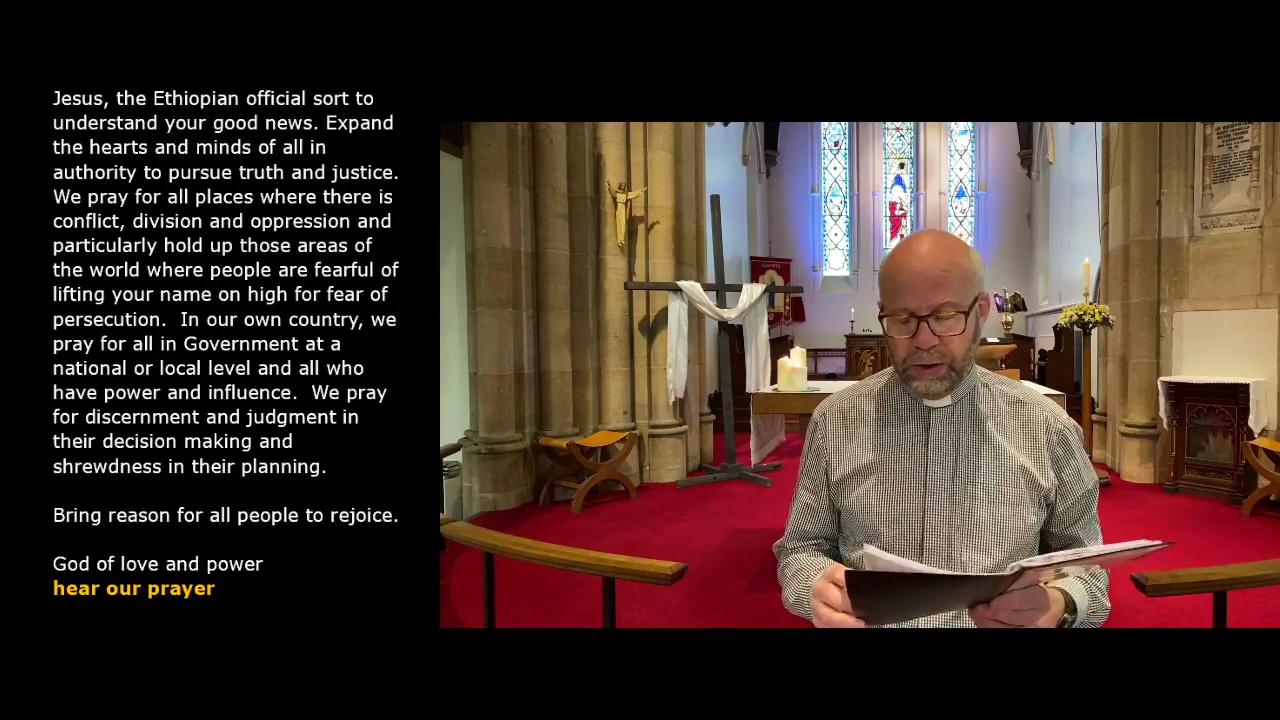 Jesus, the Ethiopian official sort to
understand your good news. Expand
the hearts and minds of all in
authority to pursue truth and justice.
We pray for all places where there is
conflict, division and oppression and
particularly hold up those areas of
the world where people are fearful of
lifting your name on high for fear of
persecution.  In our own country, we
pray for all in Government at a
national or local level and all who
have power and influence.  We pray
for discernment and judgment in
their decision making and
shrewdness in their planning.
Bring reason for all people to rejoice.
God of love and power
hear our prayer